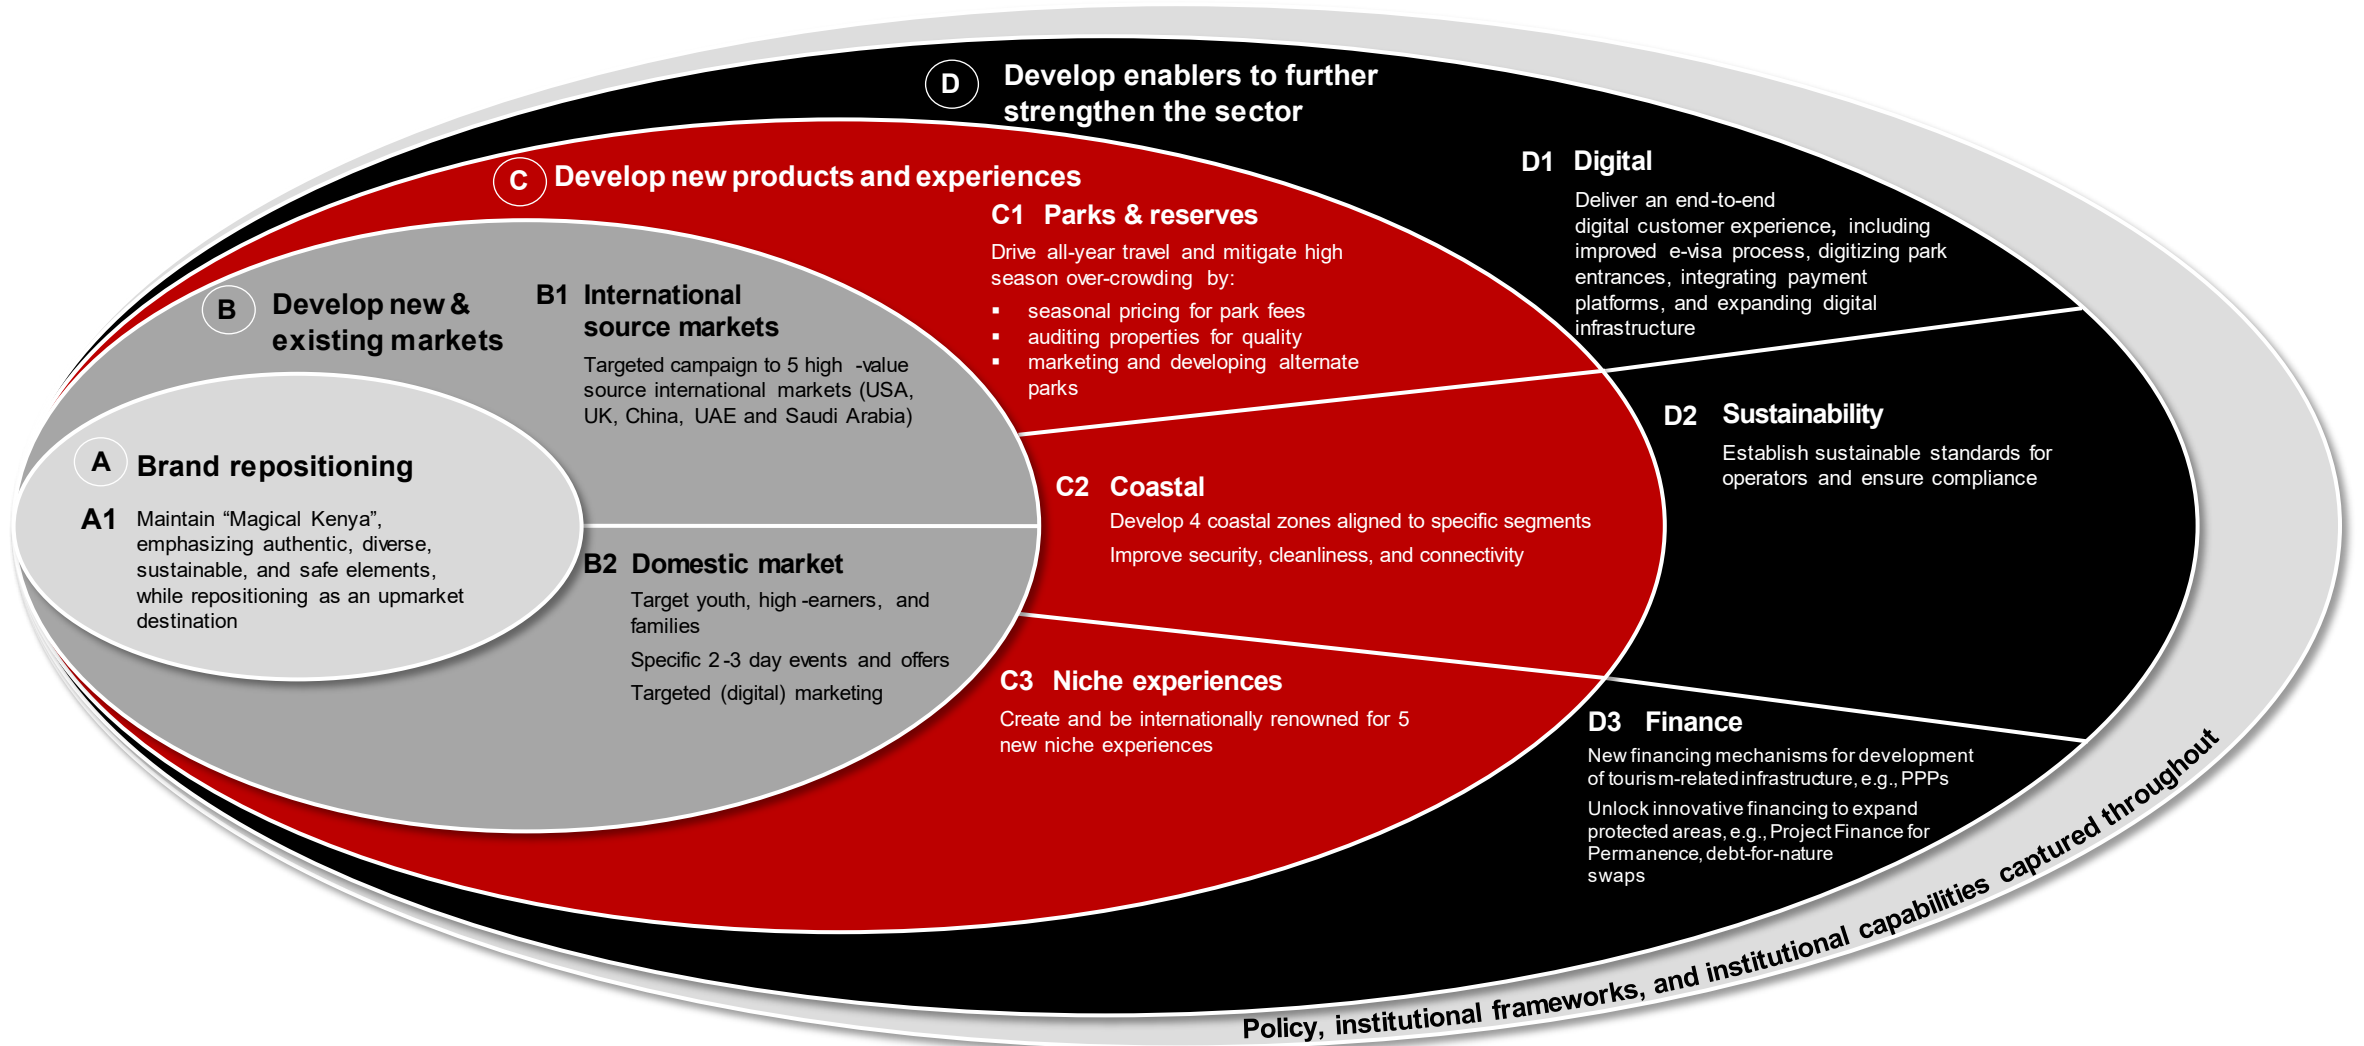 D Develop enablers to further
strengthen the sector
C Develop new products and experiences
B Develop new &
existing markets
A Brand repositioning
A1 Maintain “Magical Kenya”,
emphasizing authentic, diverse,
sustainable, and safe elements,
while repositioning as an upmarket
destination
B1 International
source markets
Targeted campaign to 5 high -value
source international markets (USA,
UK, China, UAE and Saudi Arabia)
B2 Domestic market
Target youth, high -earners, and
families
Specific 2 -3 day events and offers
Targeted (digital) marketing
C1 Parks & reserves
Drive all-year travel and mitigate high
season over-crowding by:
▪ seasonal pricing for park fees
▪ auditing properties for quality
▪ marketing and developing alternate
parks
C2 Coastal
Develop 4 coastal zones aligned to specific segments
Improve security, cleanliness, and connectivity
C3 Niche experiences
Create and be internationally renowned for 5
new niche experiences
D1 Digital
Deliver an end-to-end
digital customer experience, including
improved e-visa process, digitizing park
entrances, integrating payment
platforms, and expanding digital
infrastructure
D2 Sustainability
Establish sustainable standards for
operators and ensure compliance
D3 Finance
New financing mechanisms for development
of tourism-related infrastructure, e.g., PPPs
Unlock innovative financing to expand
protected areas, e.g., Project Finance for
Permanence, debt-for-nature
swaps
Policy, institutional frameworks, and institutional capabilities captured throughout